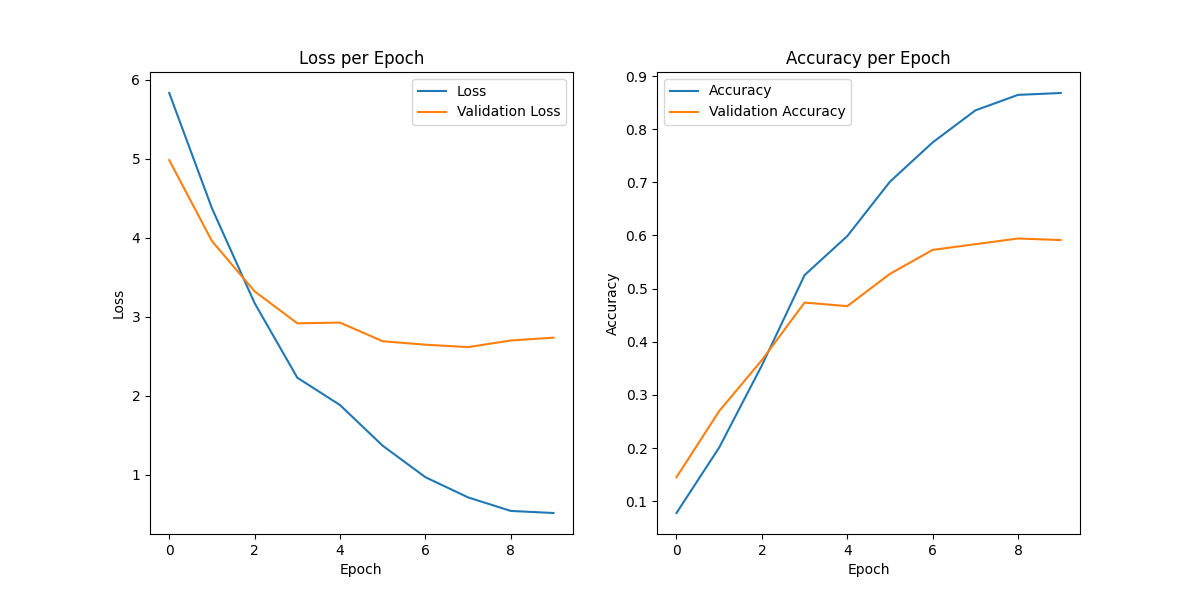 Loss per Epoch
Loss
Validation Loss
6
5
4
3
2
1
Loss
0
2
4
6
8
Epoch
Accuracy per Epoch
Accuracy
Validation Accuracy
0.9
0.8
0.7
0.6
0.5
0.4
0.3
0.2
0.1
Accuracy
0
2
4
6
8
Epoch